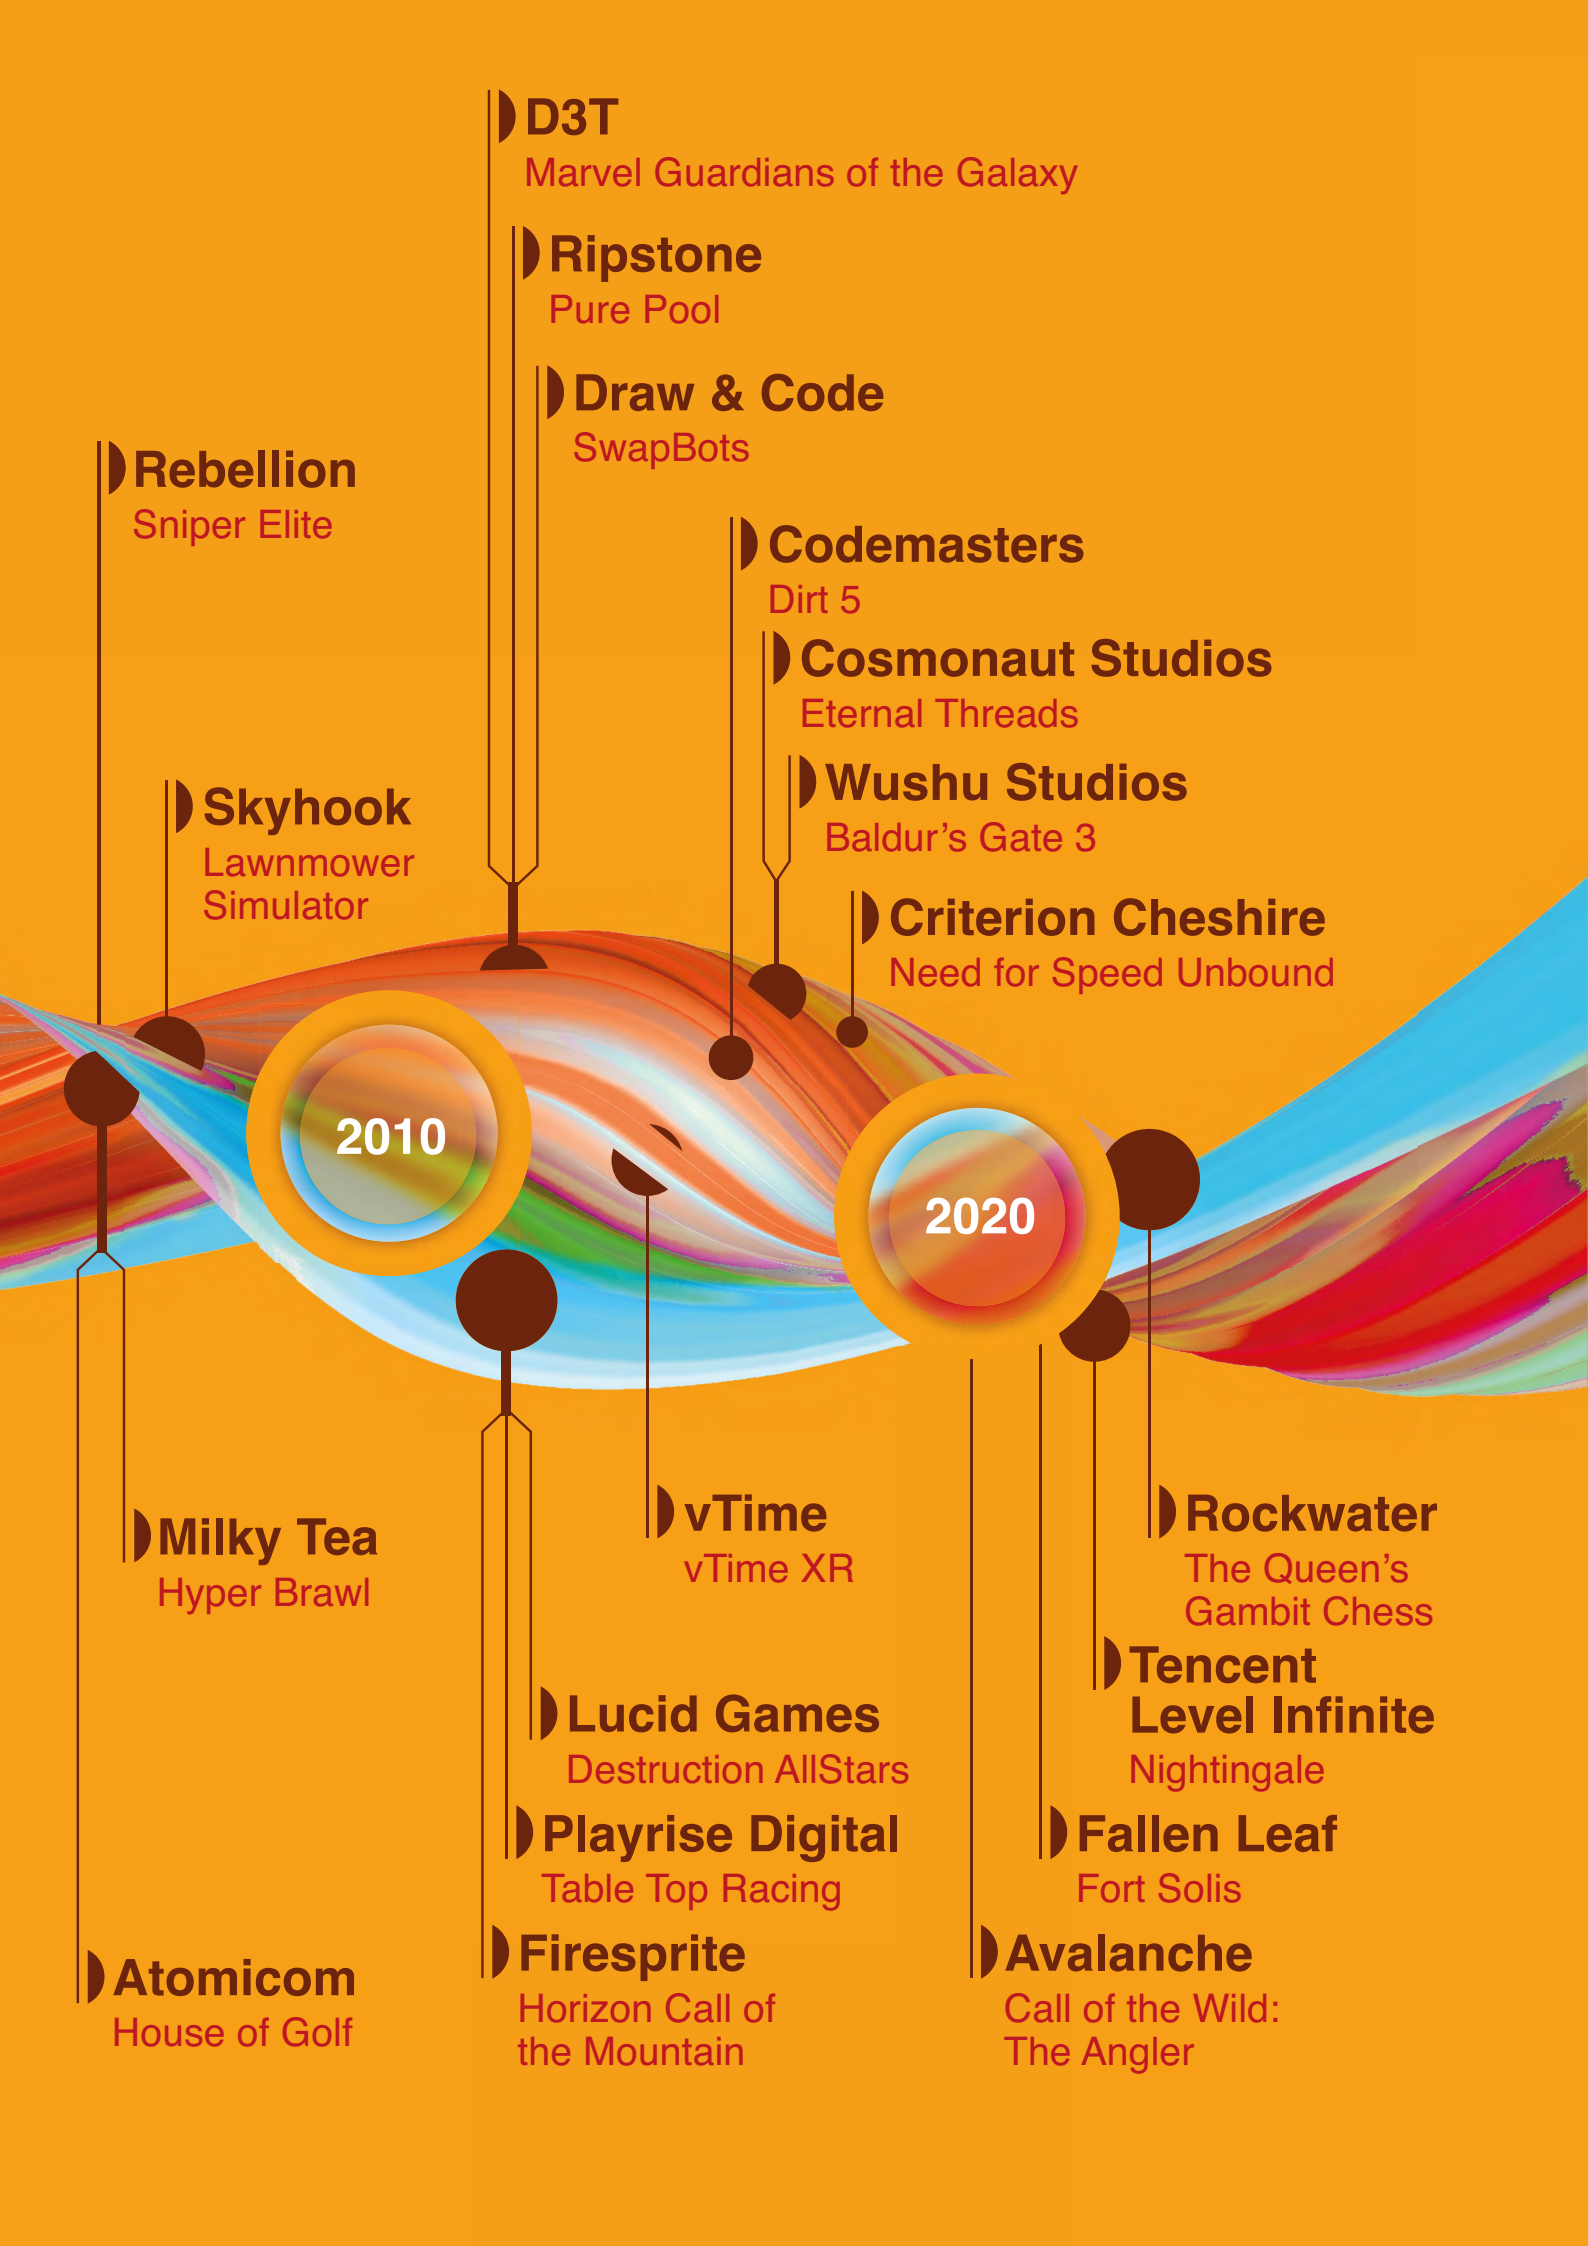 D3T
Marvel Guardians of the Galaxy
Ripstone
Pure Pool
Draw & Code
SwapBots
Rebellion
Sniper Elite
Codemasters
Dirt 5
Cosmonaut Studios
Eternal Threads
Wushu Studios
Baldur’s Gate 3
Skyhook
Lawnmower
Simulator
Criterion Cheshire
Need for Speed Unbound
2010
2020
Milky Tea
Hyper Brawl
vTime
vTime XR
Rockwater
The Queen’s
Gambit Chess
Tencent
Level Infinite
Nightingale
Lucid Games
Destruction AllStars
Playrise Digital
Table Top Racing
Fallen Leaf
Fort Solis
Atomicom
House of Golf
Firesprite
Horizon Call of
the Mountain
Avalanche
Call of the Wild:
The Angler